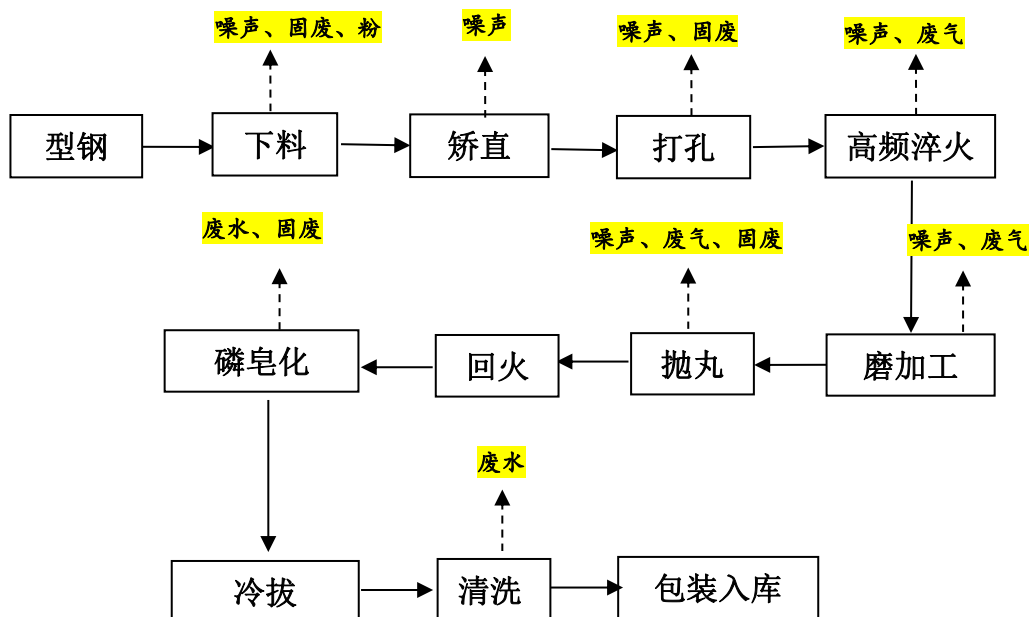 噪声、固废、粉
噪声
噪声、固废
噪声、废气
型钢
下料
矫直
打孔
高频淬火
废水、固废
噪声、废气、固废
噪声、废气
磷皂化
回火
抛丸
磨加工
废水
冷拔
清洗
包装入库